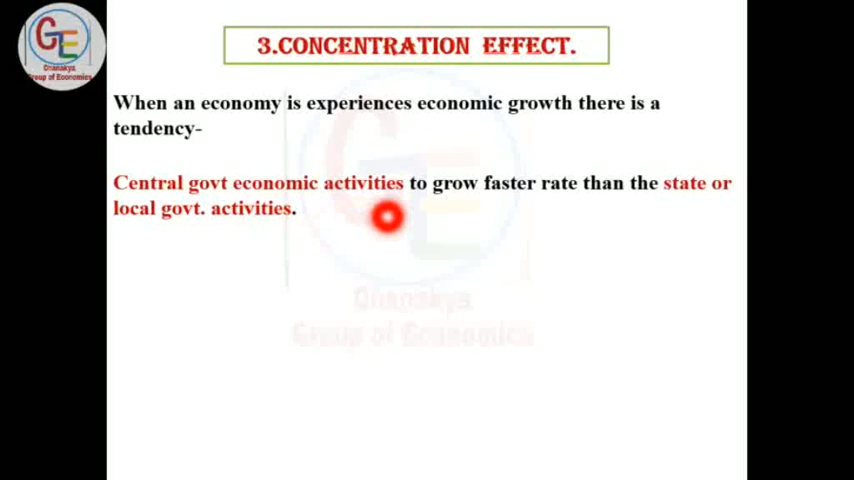 GE
Chanakya
Group of Economics
3.CONCENTRATION EFFECT.
When an economy is experiences economic growth there is a
tendency-
Central govt economic activities to grow faster rate than the state or
local govt. activities.
Chanakya
Group of Economics